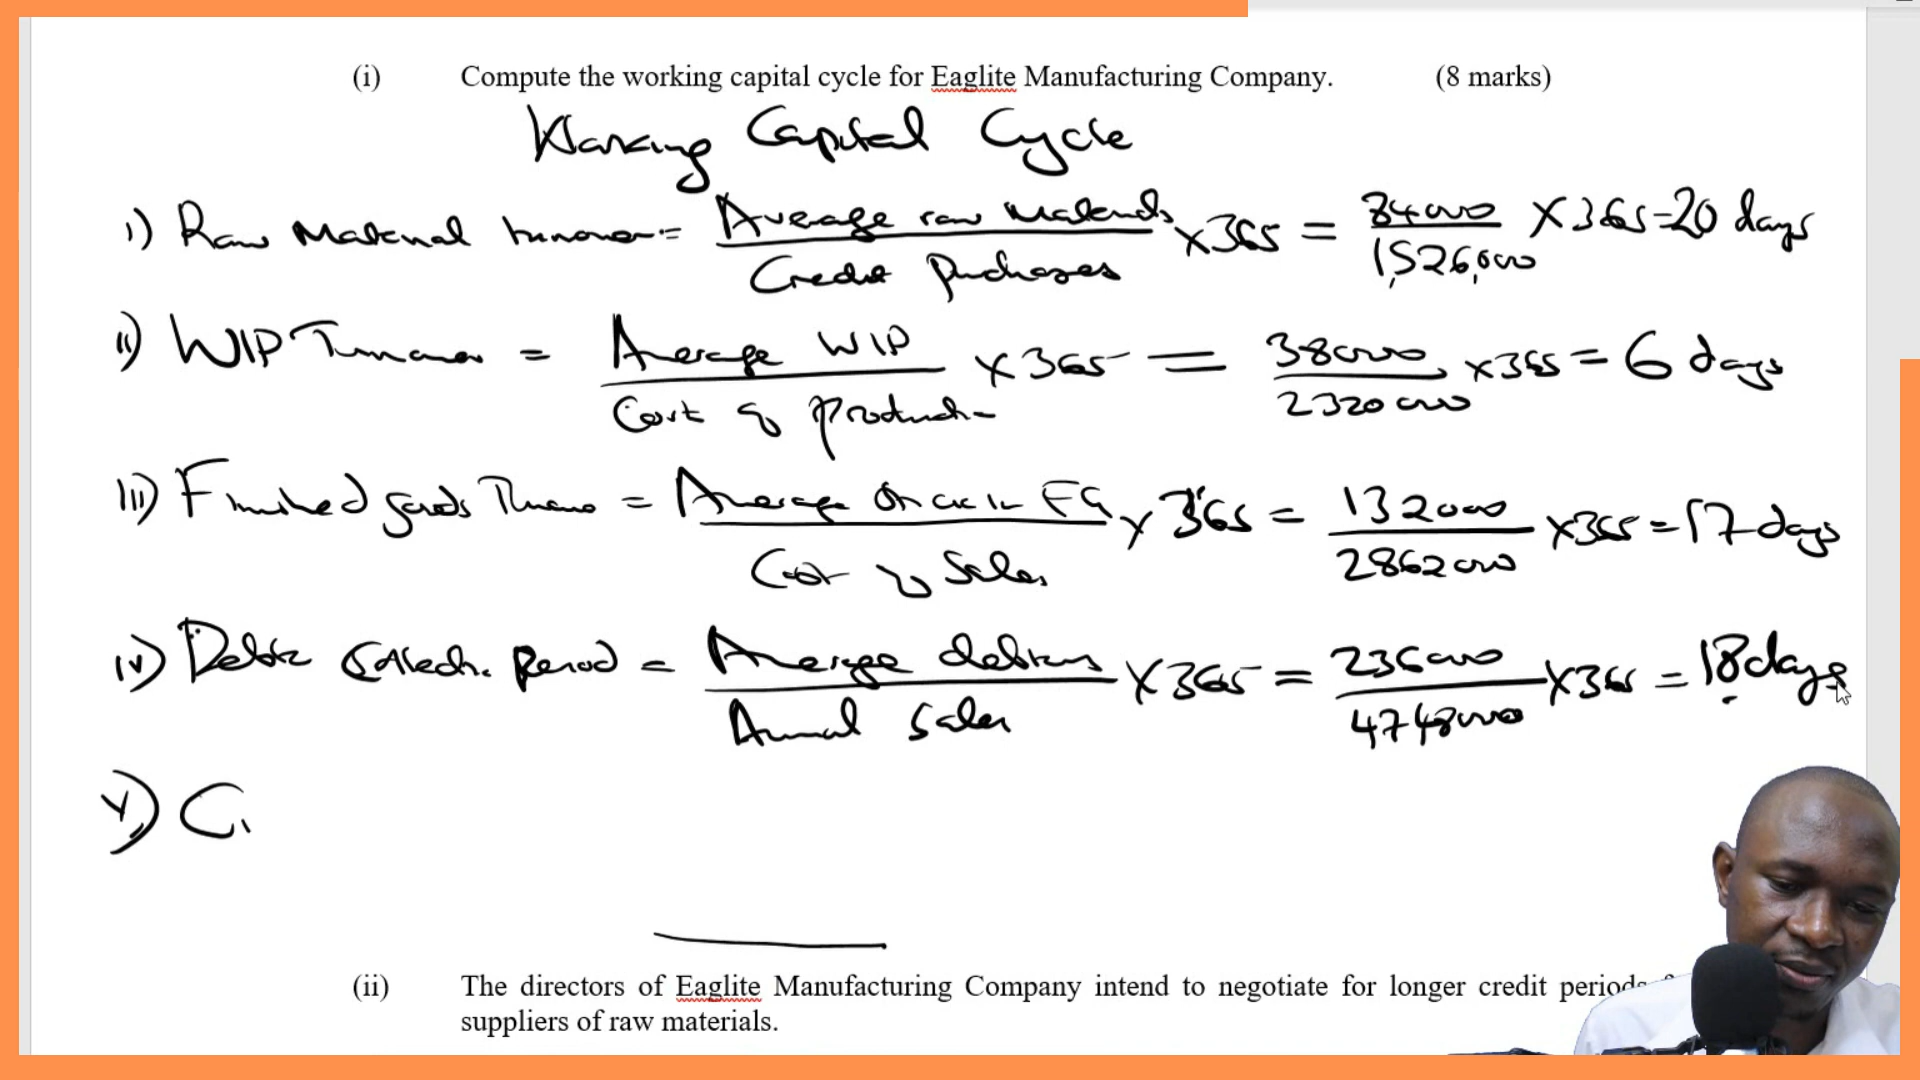 (i) Compute the working capital cycle for Eaglite Manufacturing Company. (8 marks)
Working Capital Cycle
i) Raw Material turnover = Average raw materials / Credit purchases x 365 = 84000 / 1,526,000 x 365 = 20 days
ii) WIP Turnover = Average WIP / Cost of production x 365 = 38000 / 2320000 x 365 = 6 days
iii) Finished goods Turnover = Average Stock in FG / Cost of Sales x 365 = 132000 / 2862000 x 365 = 17 days
iv) Debtor Collection Period = Average debtors / Annual sales x 365 = 236000 / 4748000 x 365 = 18 days
v) C
(ii) The directors of Eaglite Manufacturing Company intend to negotiate for longer credit periods
suppliers of raw materials.